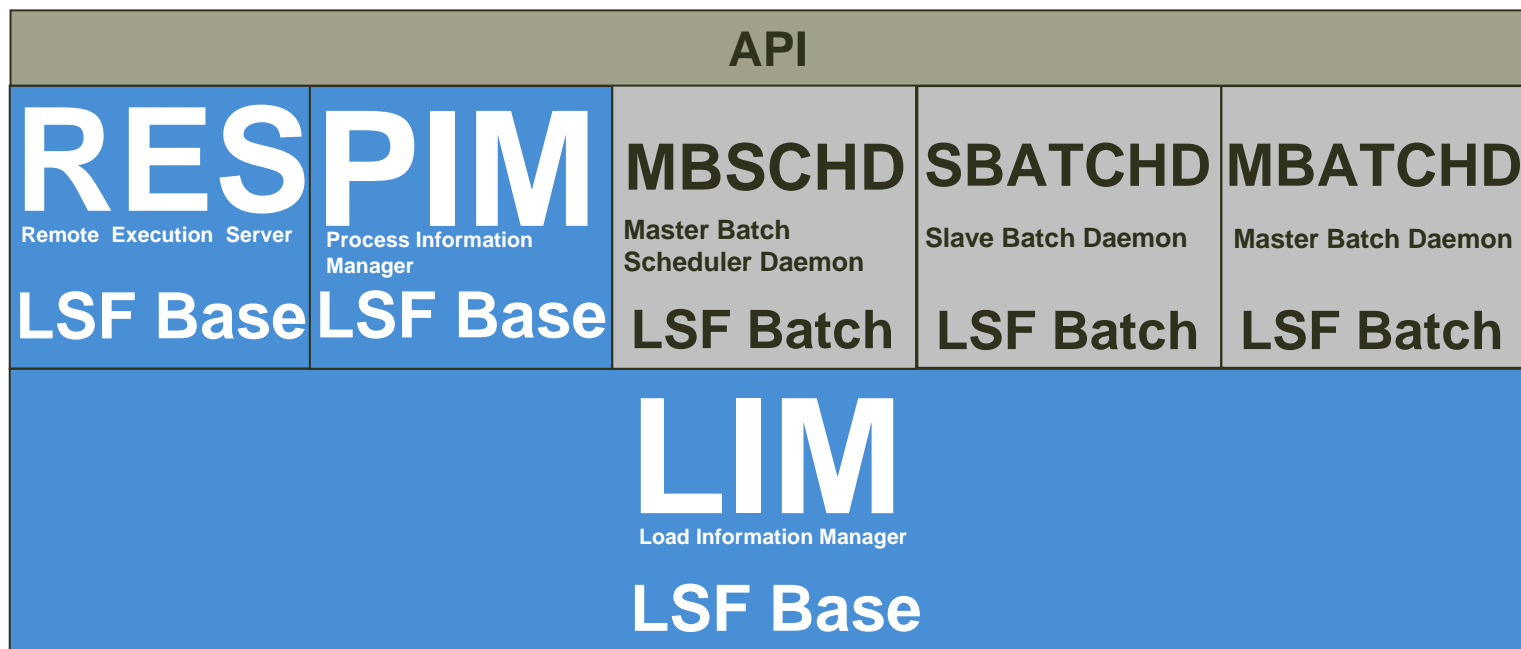 API
RES
Remote Execution Server
LSF Base
PIM
Process Information
Manager
LSF Base
MBSCHD
Master Batch
Scheduler Daemon
LSF Batch
SBATCHD
Slave Batch Daemon
LSF Batch
MBATCHD
Master Batch Daemon
LSF Batch
LIM
Load Information Manager
LSF Base